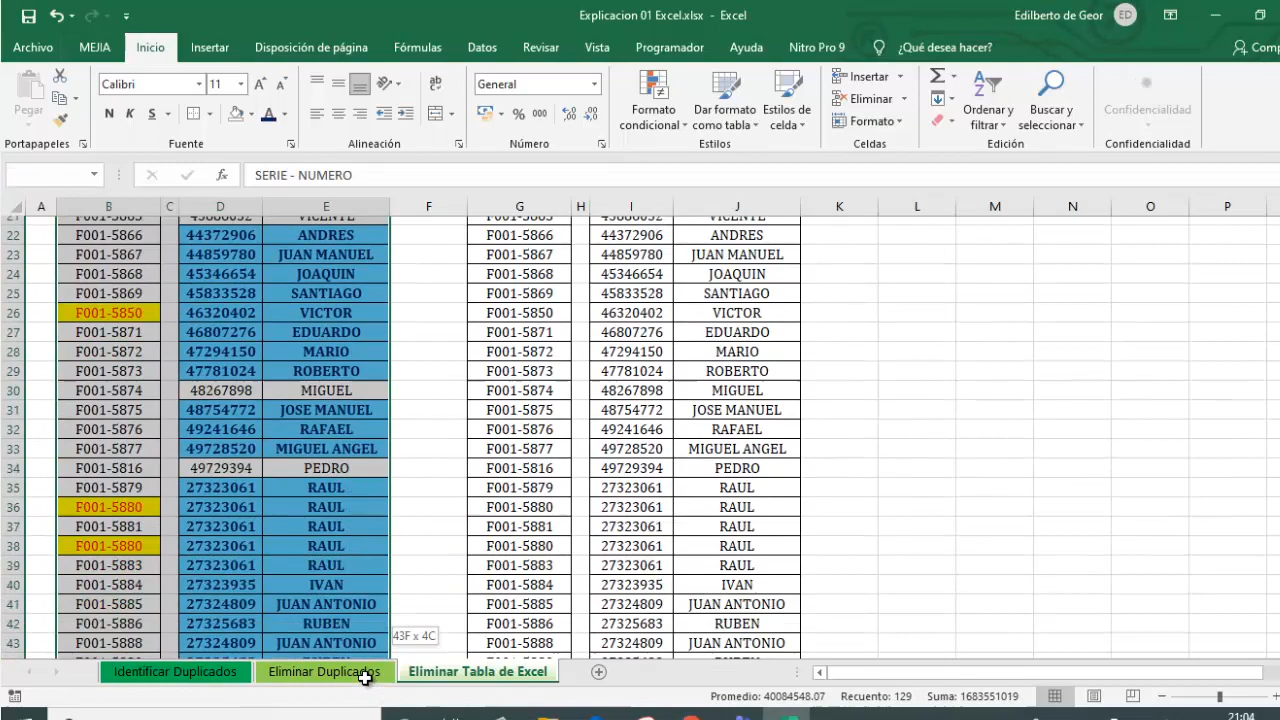 Explicacion 01 Excel.xlsx - Excel
Edilberto de Geor
ED
Archivo MEJIA Inicio Insertar Disposición de página Fórmulas Datos Revisar Vista Programador Ayuda Nitro Pro 9 ¿Qué desea hacer? Comp
Pegar
Calibri 11
N K S
General
% 000
Formato condicional
Dar formato como tabla
Estilos de celda
Insertar
Eliminar
Formato
Ordenar y filtrar
Buscar y seleccionar
Confidencialidad
Portapapeles Fuente Alineación Número Estilos Celdas Edición Confidencialidad
fx SERIE - NUMERO
A B C D E F G H I J K L M N O P
22 F001-5866 44372906 ANDRES F001-5866 44372906 ANDRES
23 F001-5867 44859780 JUAN MANUEL F001-5867 44859780 JUAN MANUEL
24 F001-5868 45346654 JOAQUIN F001-5868 45346654 JOAQUIN
25 F001-5869 45833528 SANTIAGO F001-5869 45833528 SANTIAGO
26 F001-5850 46320402 VICTOR F001-5850 46320402 VICTOR
27 F001-5871 46807276 EDUARDO F001-5871 46807276 EDUARDO
28 F001-5872 47294150 MARIO F001-5872 47294150 MARIO
29 F001-5873 47781024 ROBERTO F001-5873 47781024 ROBERTO
30 F001-5874 48267898 MIGUEL F001-5874 48267898 MIGUEL
31 F001-5875 48754772 JOSE MANUEL F001-5875 48754772 JOSE MANUEL
32 F001-5876 49241646 RAFAEL F001-5876 49241646 RAFAEL
33 F001-5877 49728520 MIGUEL ANGEL F001-5877 49728520 MIGUEL ANGEL
34 F001-5816 49729394 PEDRO F001-5816 49729394 PEDRO
35 F001-5879 27323061 RAUL F001-5879 27323061 RAUL
36 F001-5880 27323061 RAUL F001-5880 27323061 RAUL
37 F001-5881 27323061 RAUL F001-5881 27323061 RAUL
38 F001-5880 27323061 RAUL F001-5880 27323061 RAUL
39 F001-5883 27323061 RAUL F001-5883 27323061 RAUL
40 F001-5884 27323935 IVAN F001-5884 27323935 IVAN
41 F001-5885 27324809 JUAN ANTONIO F001-5885 27324809 JUAN ANTONIO
42 F001-5886 27325683 RUBEN F001-5886 27325683 RUBEN
43 F001-5888 27324809 JUAN ANTONIO F001-5888 27324809 JUAN ANTONIO
43F x 4C
Identificar Duplicados Eliminar Duplicados Eliminar Tabla de Excel
Promedio: 40084548.07 Recuento: 129 Suma: 1683551019
21:04